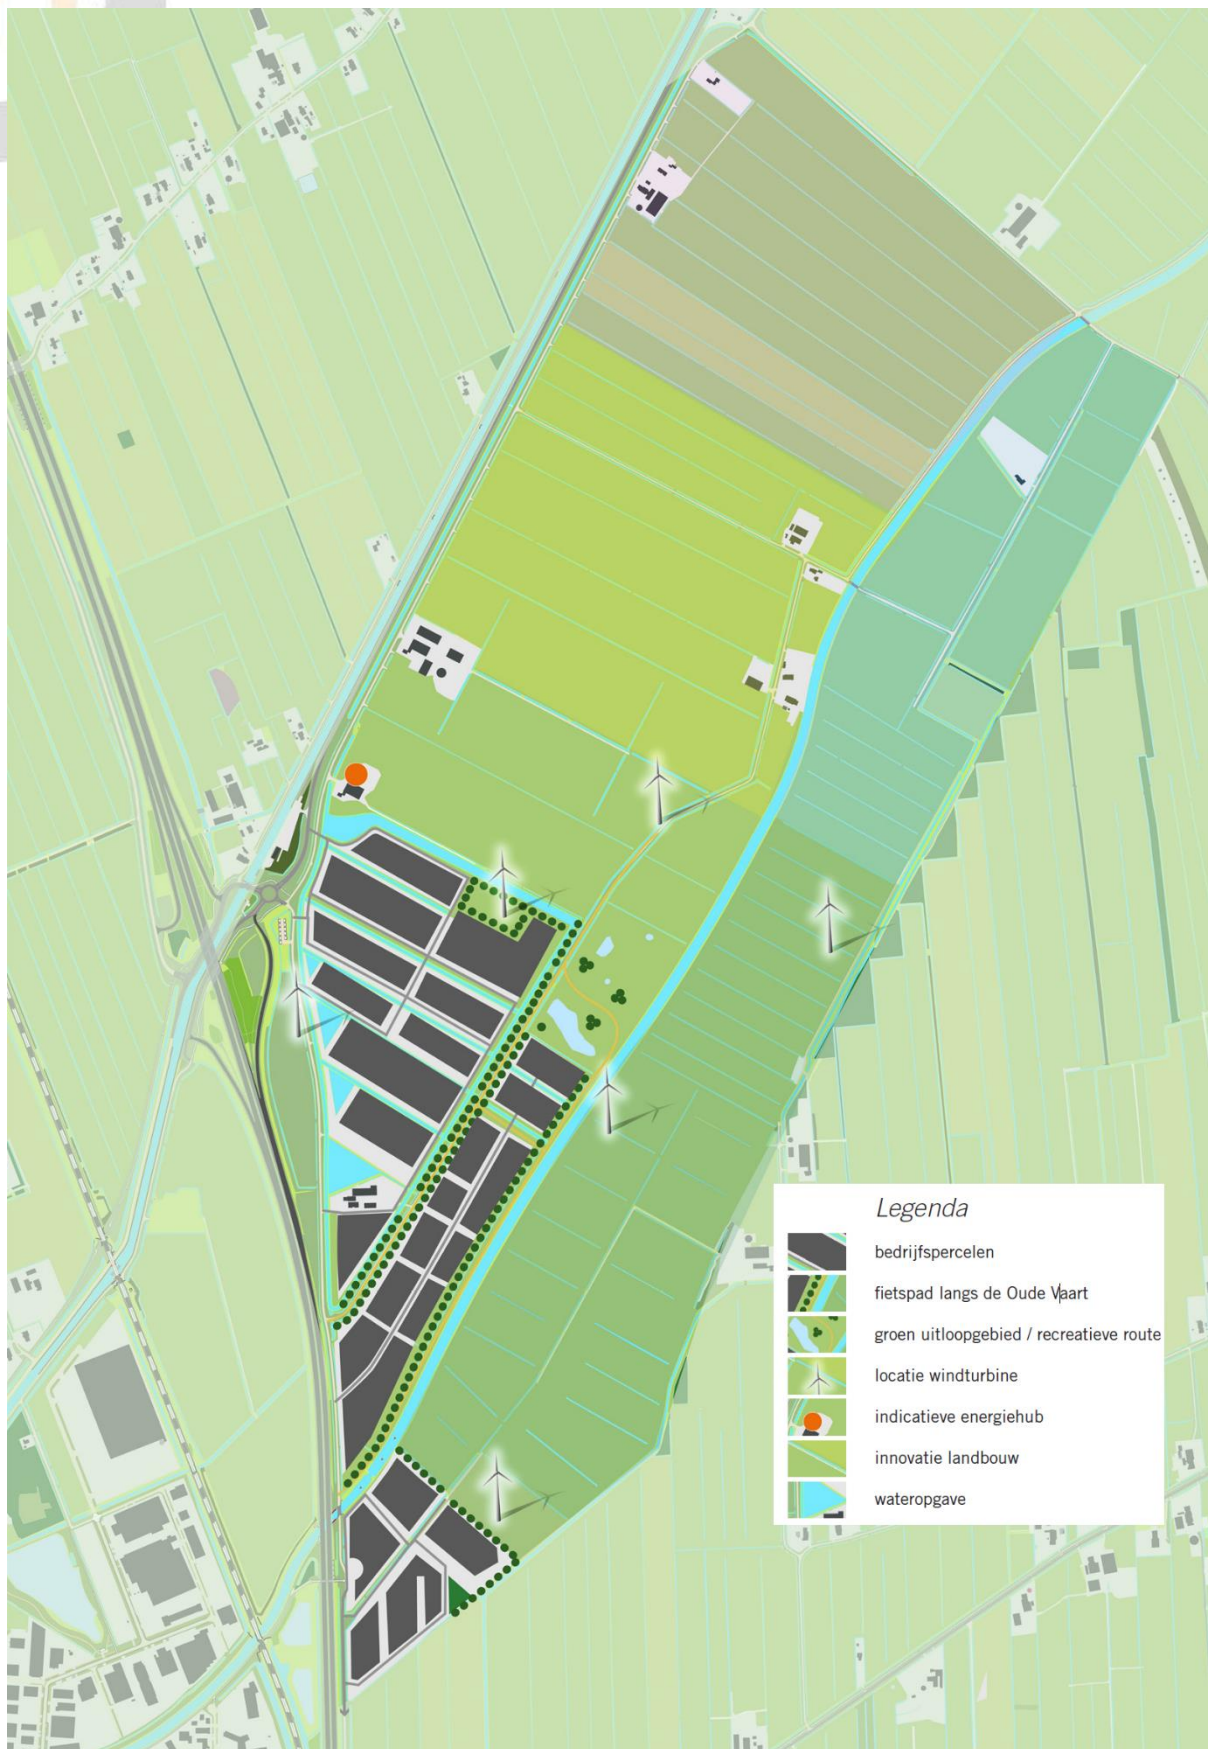 Legenda
bedrijfspercelen
fietspad langs de Oude Vaart
groen uitloopgebied / recreatieve route
locatie windturbine
indicatieve energiehub
innovatie landbouw
wateropgave